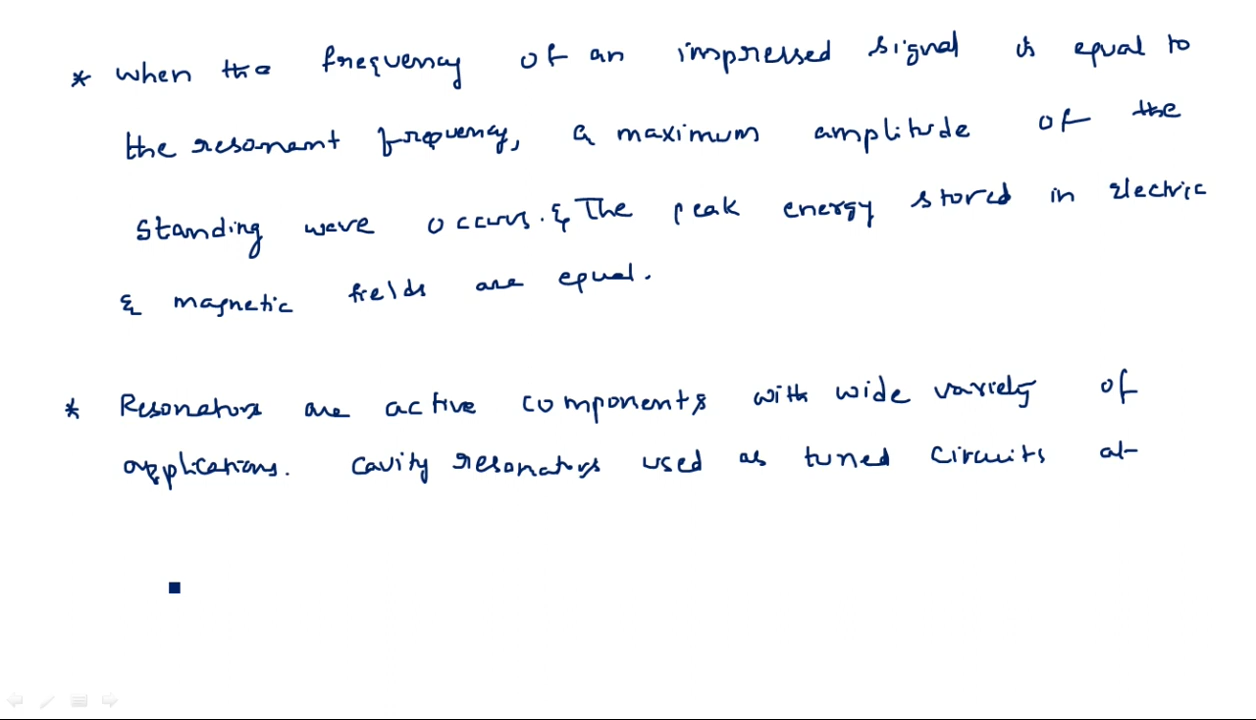 * When the frequency of an impressed signal is equal to
the resonant frequency, a maximum amplitude of the
standing wave occurs. & The peak energy stored in electric
& magnetic fields are equal.
* Resonators are active components with wide variety of
applications. Cavity resonators used as tuned circuits at